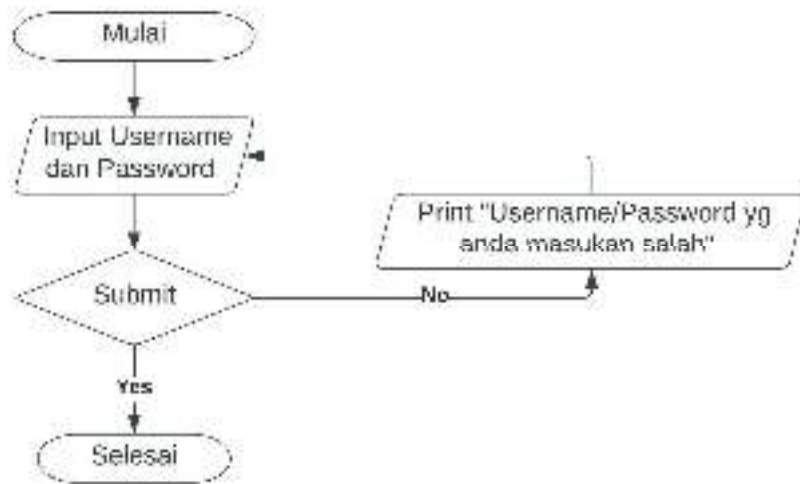 Mulai
Input Username
dan Password
Print "Username/Password yg
anda masukan salah"
Submit
No
Yes
Selesai